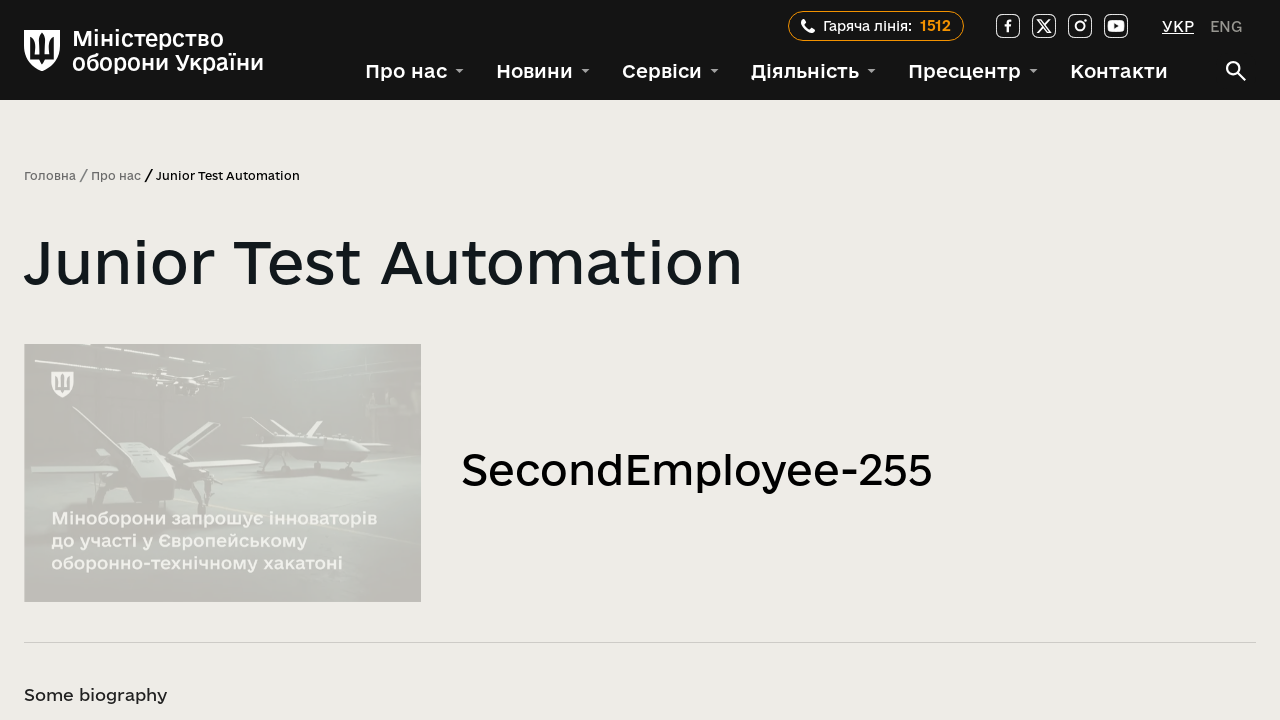 Міністерство
оборони України
Гаряча лінія: 1512
УКР ENG
Про нас Новини Сервіси Діяльність Пресцентр Контакти
Головна / Про нас / Junior Test Automation
Junior Test Automation
Міноборони запрошує інноваторів
до участі у Європейському
оборонно-технічному хакатоні
SecondEmployee-255
Some biography